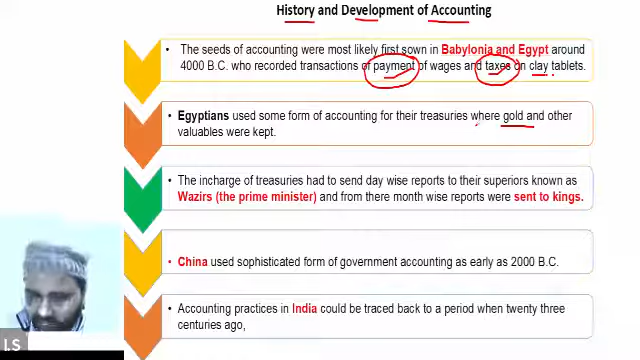 History and Development of Accounting
The seeds of accounting were most likely first sown in Babylonia and Egypt around
4000 B.C. who recorded transactions of payment of wages and taxes on clay tablets.
Egyptians used some form of accounting for their treasuries where gold and other
valuables were kept.
The incharge of treasuries had to send day wise reports to their superiors known as
Wazirs (the prime minister) and from there month wise reports were sent to kings.
China used sophisticated form of government accounting as early as 2000 B.C.
Accounting practices in India could be traced back to a period when twenty three
centuries ago,
I.S